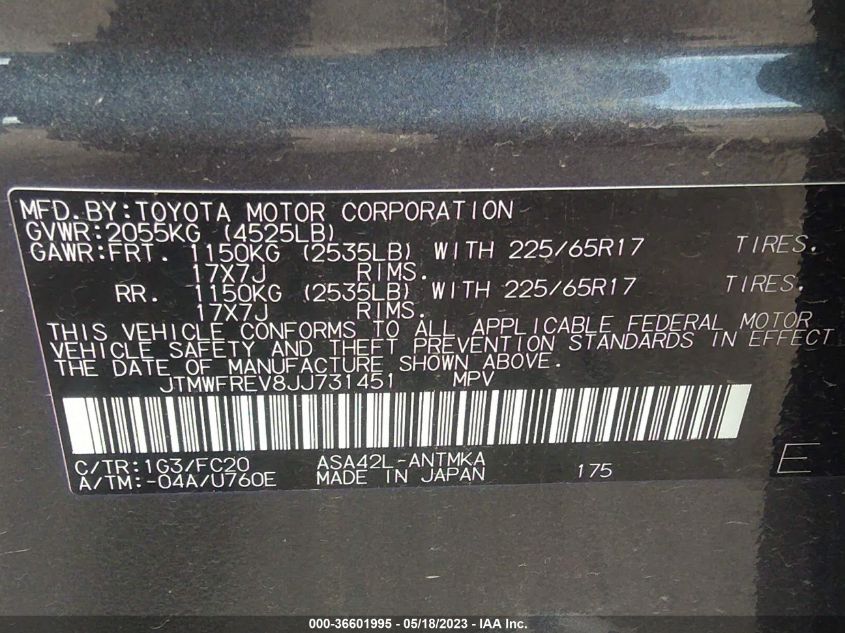 MFD.BY:TOYOTA MOTOR CORPORATION
GVWR:2055KG (4525LB)
GAWR:FRT. 1150KG (2535LB) WITH 225/65R17 TIRES.
17X7J RIMS.
RR. 1150KG (2535LB) WITH 225/65R17 TIRES.
17X7J RIMS.
THIS VEHICLE CONFORMS TO ALL APPLICABLE FEDERAL MOTOR
VEHICLE SAFETY AND THEFT PREVENTION STANDARDS IN EFFECT
THE DATE OF MANUFACTURE SHOWN ABOVE.
JTMWFREV8JJ731451 MPV
C/TR:1G3/FC20 ASA42L-ANTMKA
A/TM:-04A/U760E MADE IN JAPAN 175 E
000-36601995 - 05/18/2023 - IAA Inc.